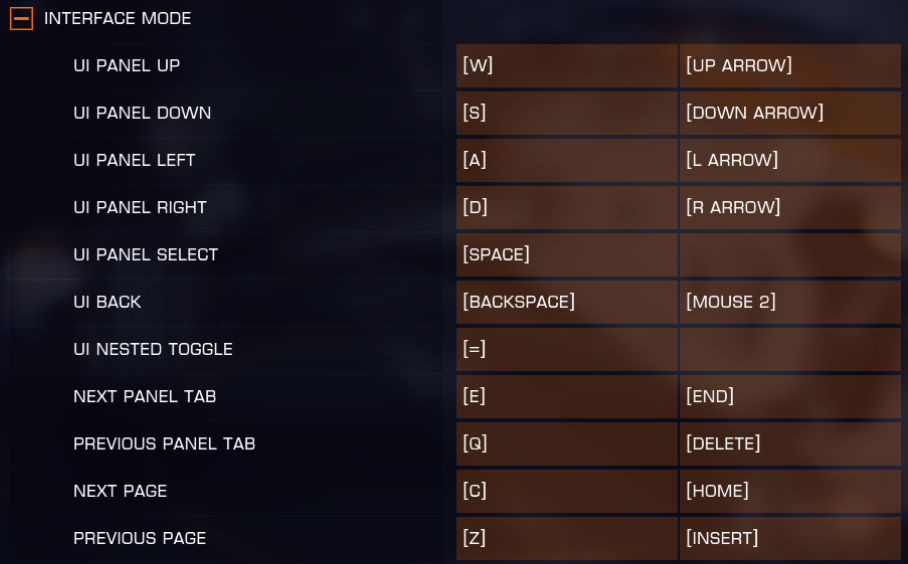 INTERFACE MODE
UI PANEL UP [W] [UP ARROW]
UI PANEL DOWN [S] [DOWN ARROW]
UI PANEL LEFT [A] [L ARROW]
UI PANEL RIGHT [D] [R ARROW]
UI PANEL SELECT [SPACE]
UI BACK [BACKSPACE] [MOUSE 2]
UI NESTED TOGGLE [=]
NEXT PANEL TAB [E] [END]
PREVIOUS PANEL TAB [Q] [DELETE]
NEXT PAGE [C] [HOME]
PREVIOUS PAGE [Z] [INSERT]